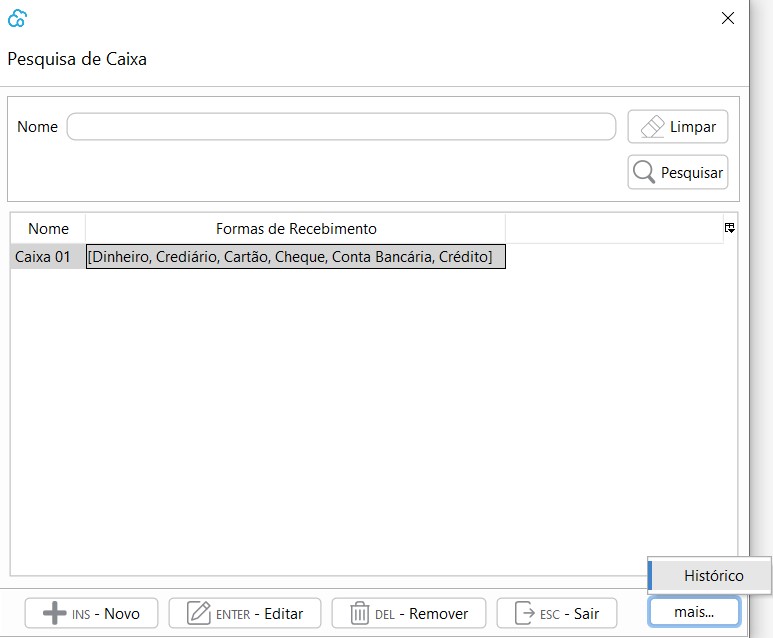 Pesquisa de Caixa
Nome
Limpar
Pesquisar
Nome Formas de Recebimento
Caixa 01 [Dinheiro, Crediário, Cartão, Cheque, Conta Bancária, Crédito]
Histórico
INS - Novo ENTER - Editar DEL - Remover ESC - Sair mais...